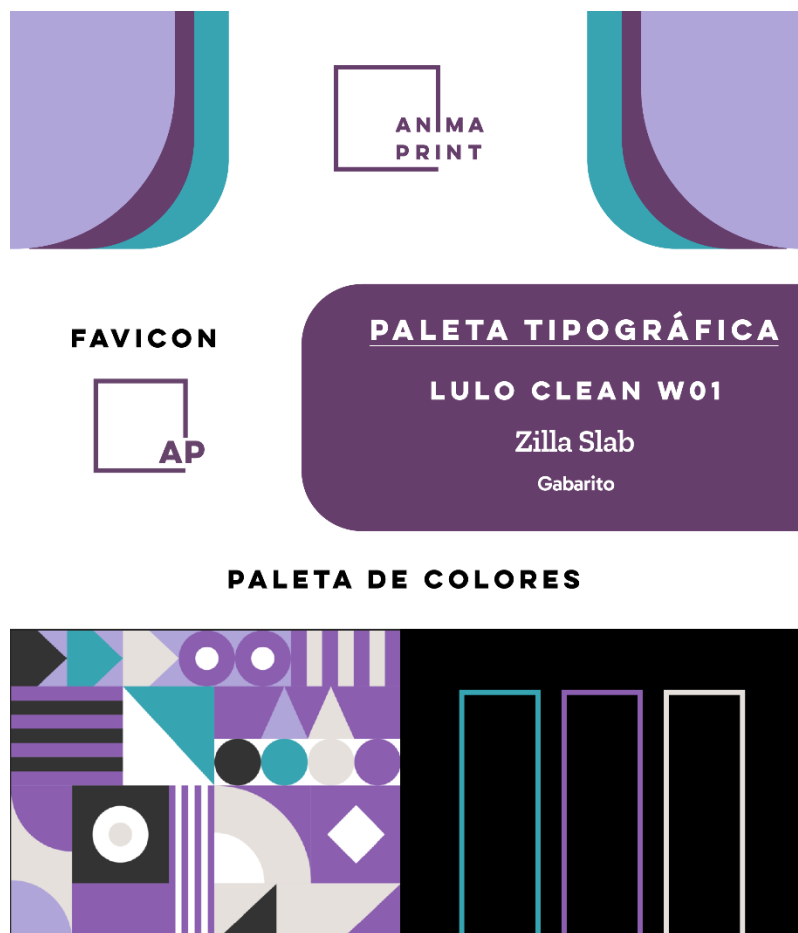 ANIMA
PRINT
FAVICON
AP
PALETA TIPOGRÁFICA
LULO CLEAN W01
Zilla Slab
Gabarito
PALETA DE COLORES